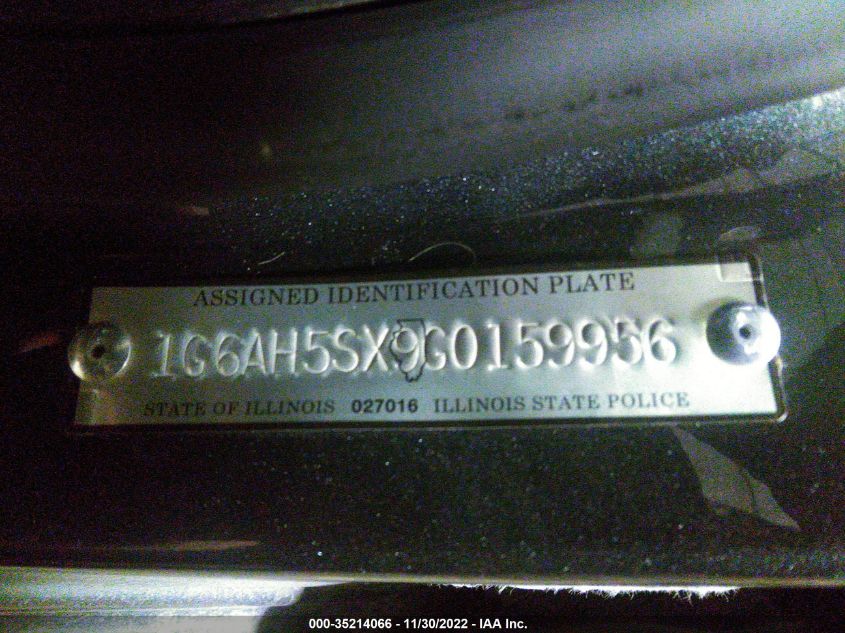 ASSIGNED IDENTIFICATION PLATE
1G6AH5SX9G0159956
STATE OF ILLINOIS 027016 ILLINOIS STATE POLICE
000-35214066 - 11/30/2022 - IAA Inc.